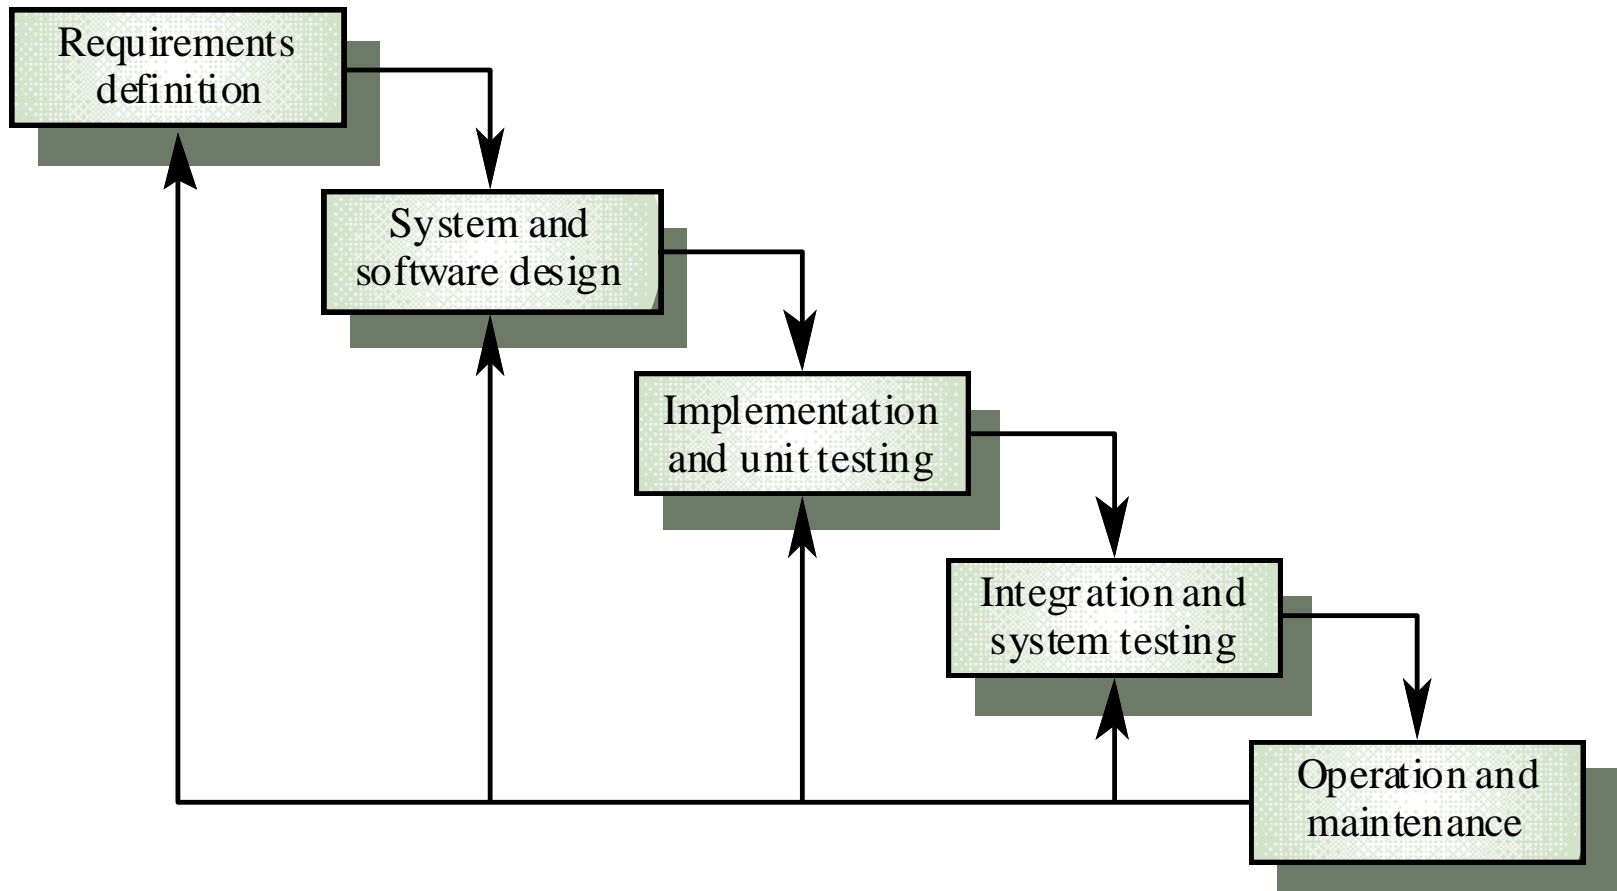 Requirements
definition
System and
software design
Implementation
and unit testing
Integration and
system testing
Operation and
maintenance